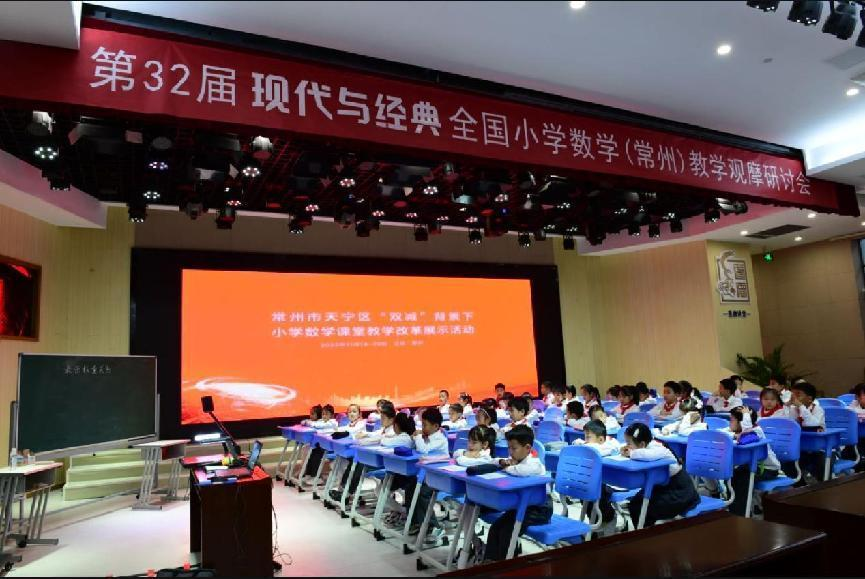 第32届 现代与经典 全国小学数学(常州)教学观摩研讨会
常州市天宁区“双减”背景下
小学数学课堂教学改革展示活动